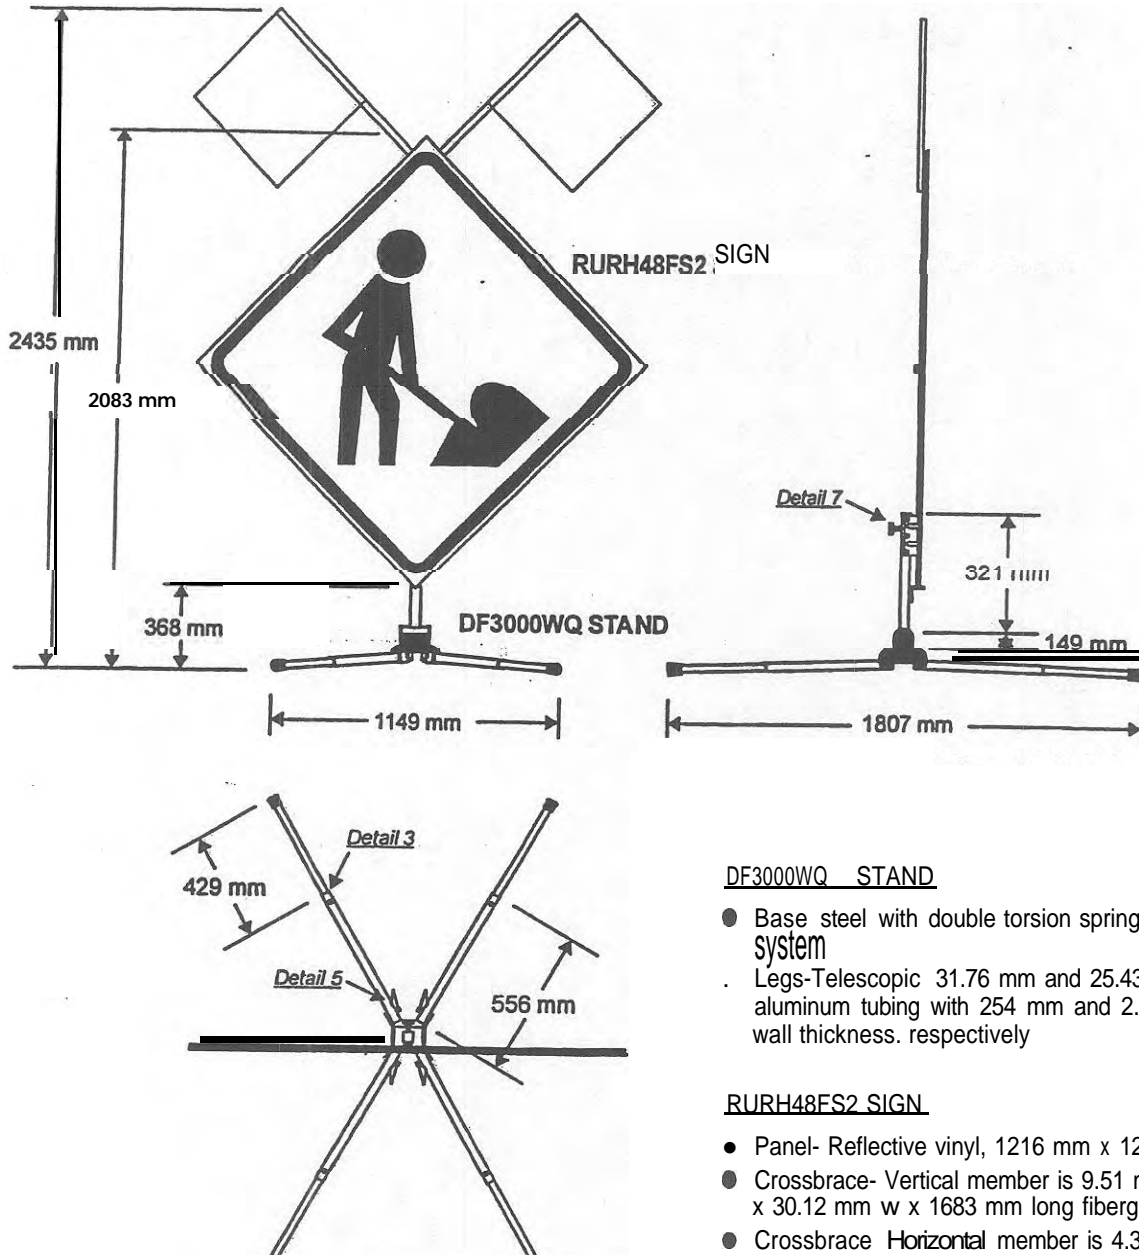 RURH48FS2 SIGN
2435 mm
2083 mm
Detail 7
321 mm
368 mm
DF3000WQ STAND
149 mm
1149 mm
1807 mm
Detail 3
429 mm
Detail 5
556 mm
DF3000WQ STAND
● Base steel with double torsion spring
system
. Legs-Telescopic 31.76 mm and 25.43
aluminum tubing with 254 mm and 2.
wall thickness. respectively
RURH48FS2 SIGN
● Panel- Reflective vinyl, 1216 mm x 12
● Crossbrace- Vertical member is 9.51
x 30.12 mm w x 1683 mm long fiberg
● Crossbrace Horizontal member is 4.3